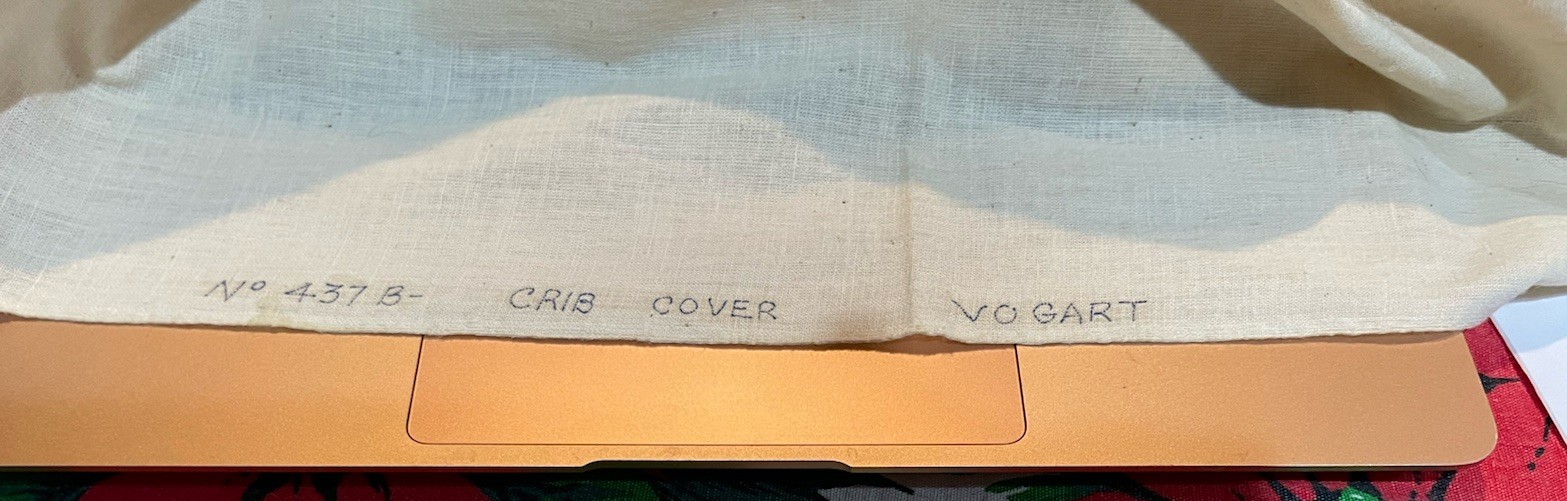 Nº 437 B- CRIB COVER VOGART